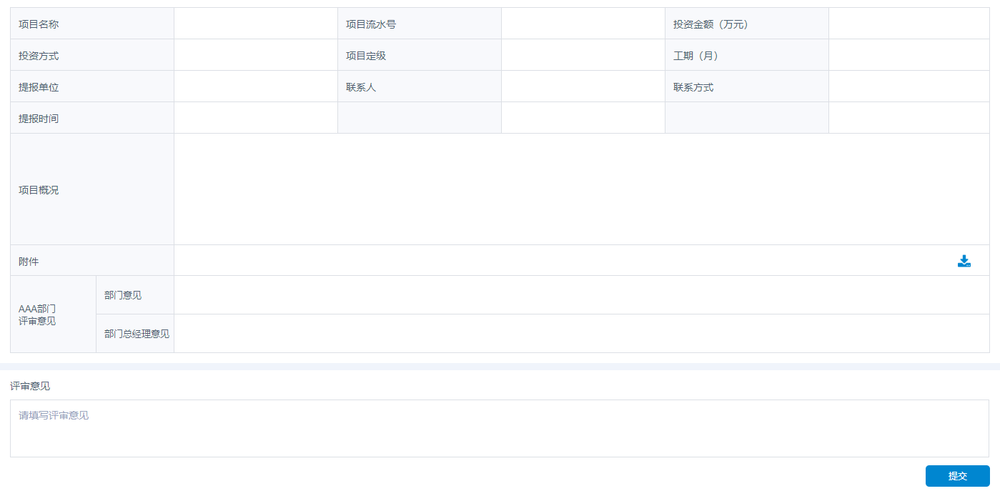 项目名称 项目流水号 投资金额（万元）
投资方式 项目定级 工期（月）
提报单位 联系人 联系方式
提报时间
项目概况
附件
AAA部门
评审意见
部门意见
部门总经理意见
评审意见
请填写评审意见
提交